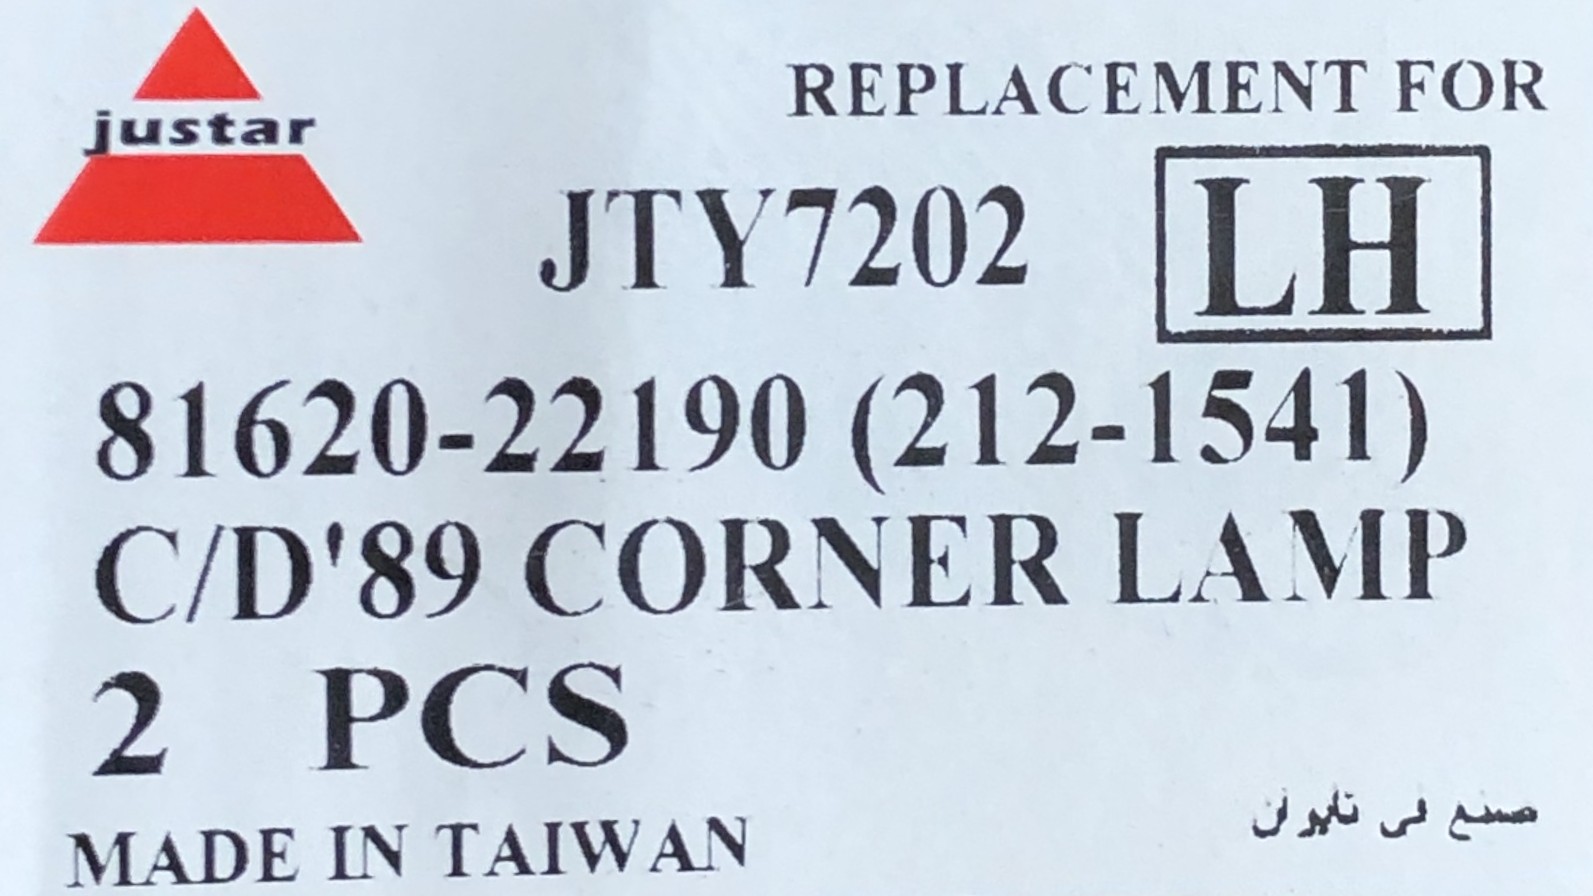 justar
REPLACEMENT FOR
JTY7202 LH
81620-22190 (212-1541)
C/D'89 CORNER LAMP
2 PCS
MADE IN TAIWAN
صنع في تايوان